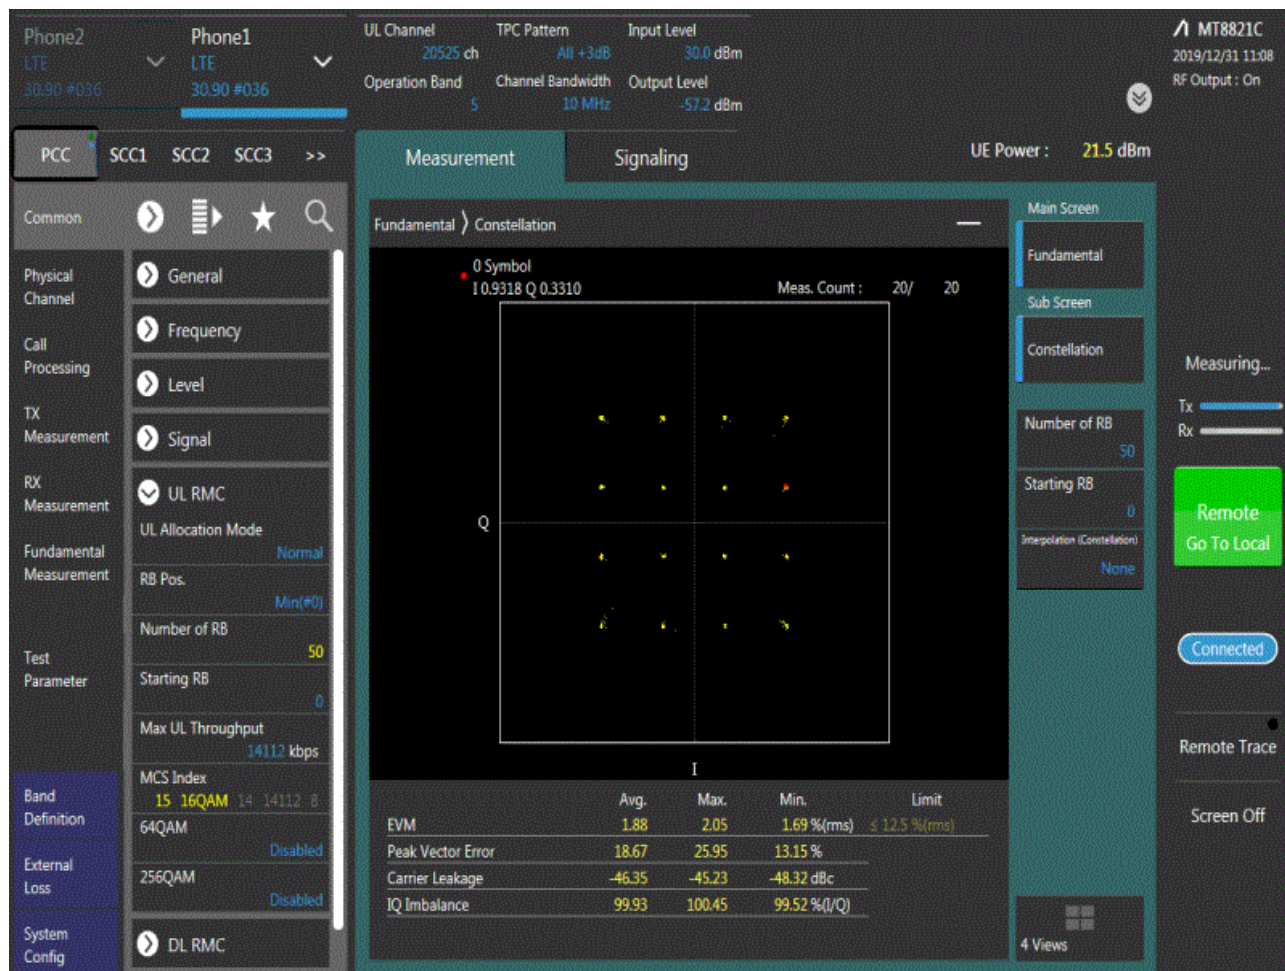 Phone2
LTE
30.90 #036
Phone1
LTE
30.90 #036
UL Channel
20525 ch
TPC Pattern
All +3dB
Input Level
30.0 dBm
Operation Band
5
Channel Bandwidth
10 MHz
Output Level
-57.2 dBm
MT8821C
2019/12/31 11:08
RF Output : On
PCC SCC1 SCC2 SCC3 >>
Measurement
Signaling
UE Power : 21.5 dBm
Common
Physical
Channel
Call
Processing
TX
Measurement
RX
Measurement
Fundamental
Measurement
Test
Parameter
Band
Definition
External
Loss
System
Config
General
Frequency
Level
Signal
UL RMC
UL Allocation Mode
Normal
RB Pos.
Min(#0)
Number of RB
50
Starting RB
0
Max UL Throughput
14112 kbps
MCS Index
15 16QAM 14 14112 8
64QAM
Disabled
256QAM
Disabled
DL RMC
Fundamental ⟩ Constellation
0 Symbol
I 0.9318 Q 0.3310
Meas. Count : 20/ 20
Q
I
Avg. Max. Min. Limit
EVM 1.88 2.05 1.69 %(rms) ≤ 12.5 %(rms)
Peak Vector Error 18.67 25.95 13.15 %
Carrier Leakage -46.35 -45.23 -48.32 dBc
IQ Imbalance 99.93 100.45 99.52 %(I/Q)
Main Screen
Fundamental
Sub Screen
Constellation
Number of RB
50
Starting RB
0
Interpolation (Constellation)
None
4 Views
Measuring...
Tx
Rx
Remote
Go To Local
Connected
Remote Trace
Screen Off